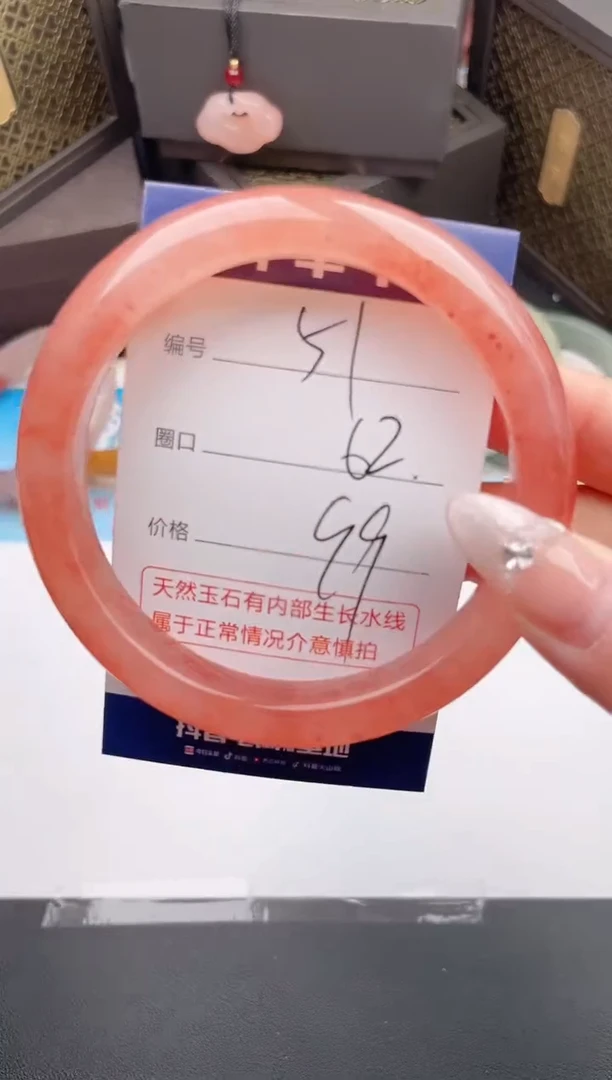 编号 51
圈口 62.
价格 99
天然玉石有内部生长水线
属于正常情况介意慎拍